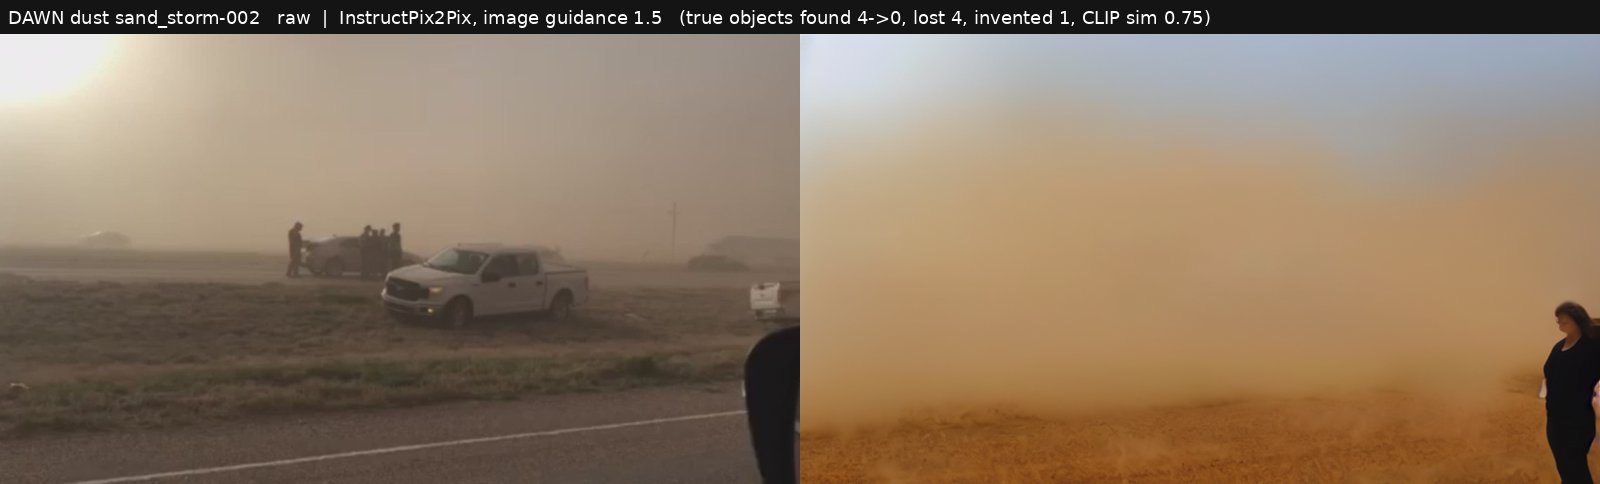 DAWN dust sand_storm-002   raw  |  InstructPix2Pix, image guidance 1.5   (true objects found 4->0, lost 4, invented 1, CLIP sim 0.75)